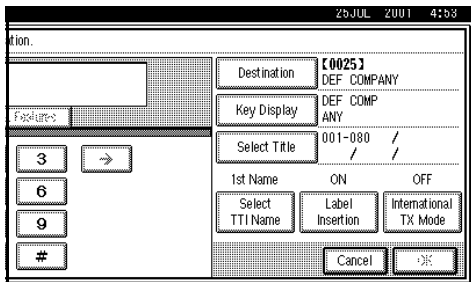 25JUL 2001 4:53
ation.
Destination
【0025】
DEF COMPANY
Key Display
DEF COMP
ANY
Features
Select Title
001-080 /
/ /
3
→
6
9
#
1st Name ON OFF
Select
TTI Name
Label
Insertion
International
TX Mode
Cancel
OK